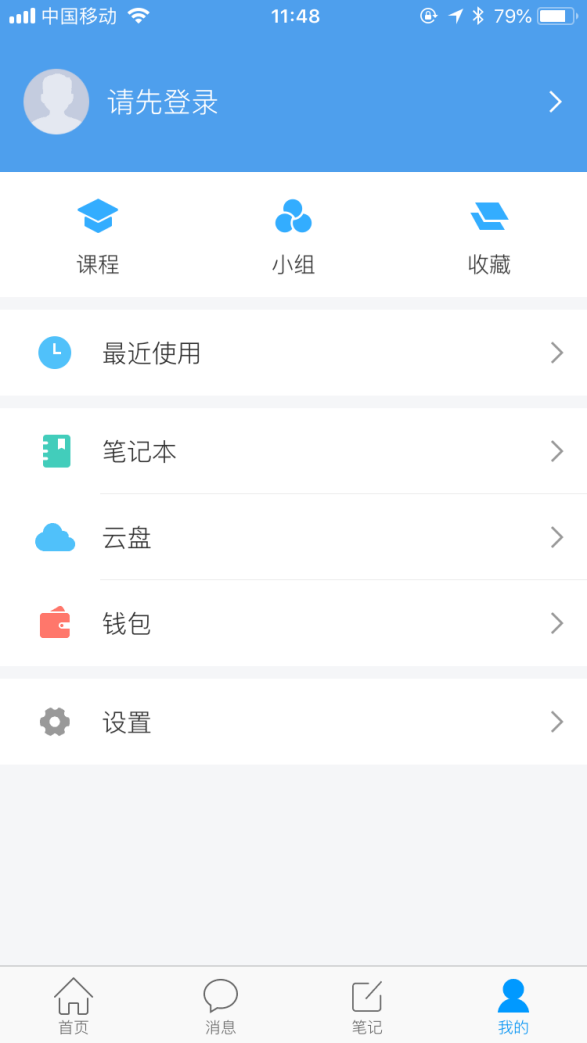 中国移动 11:48 79%
请先登录
课程 小组 收藏
最近使用
笔记本
云盘
钱包
设置
首页 消息 笔记 我的